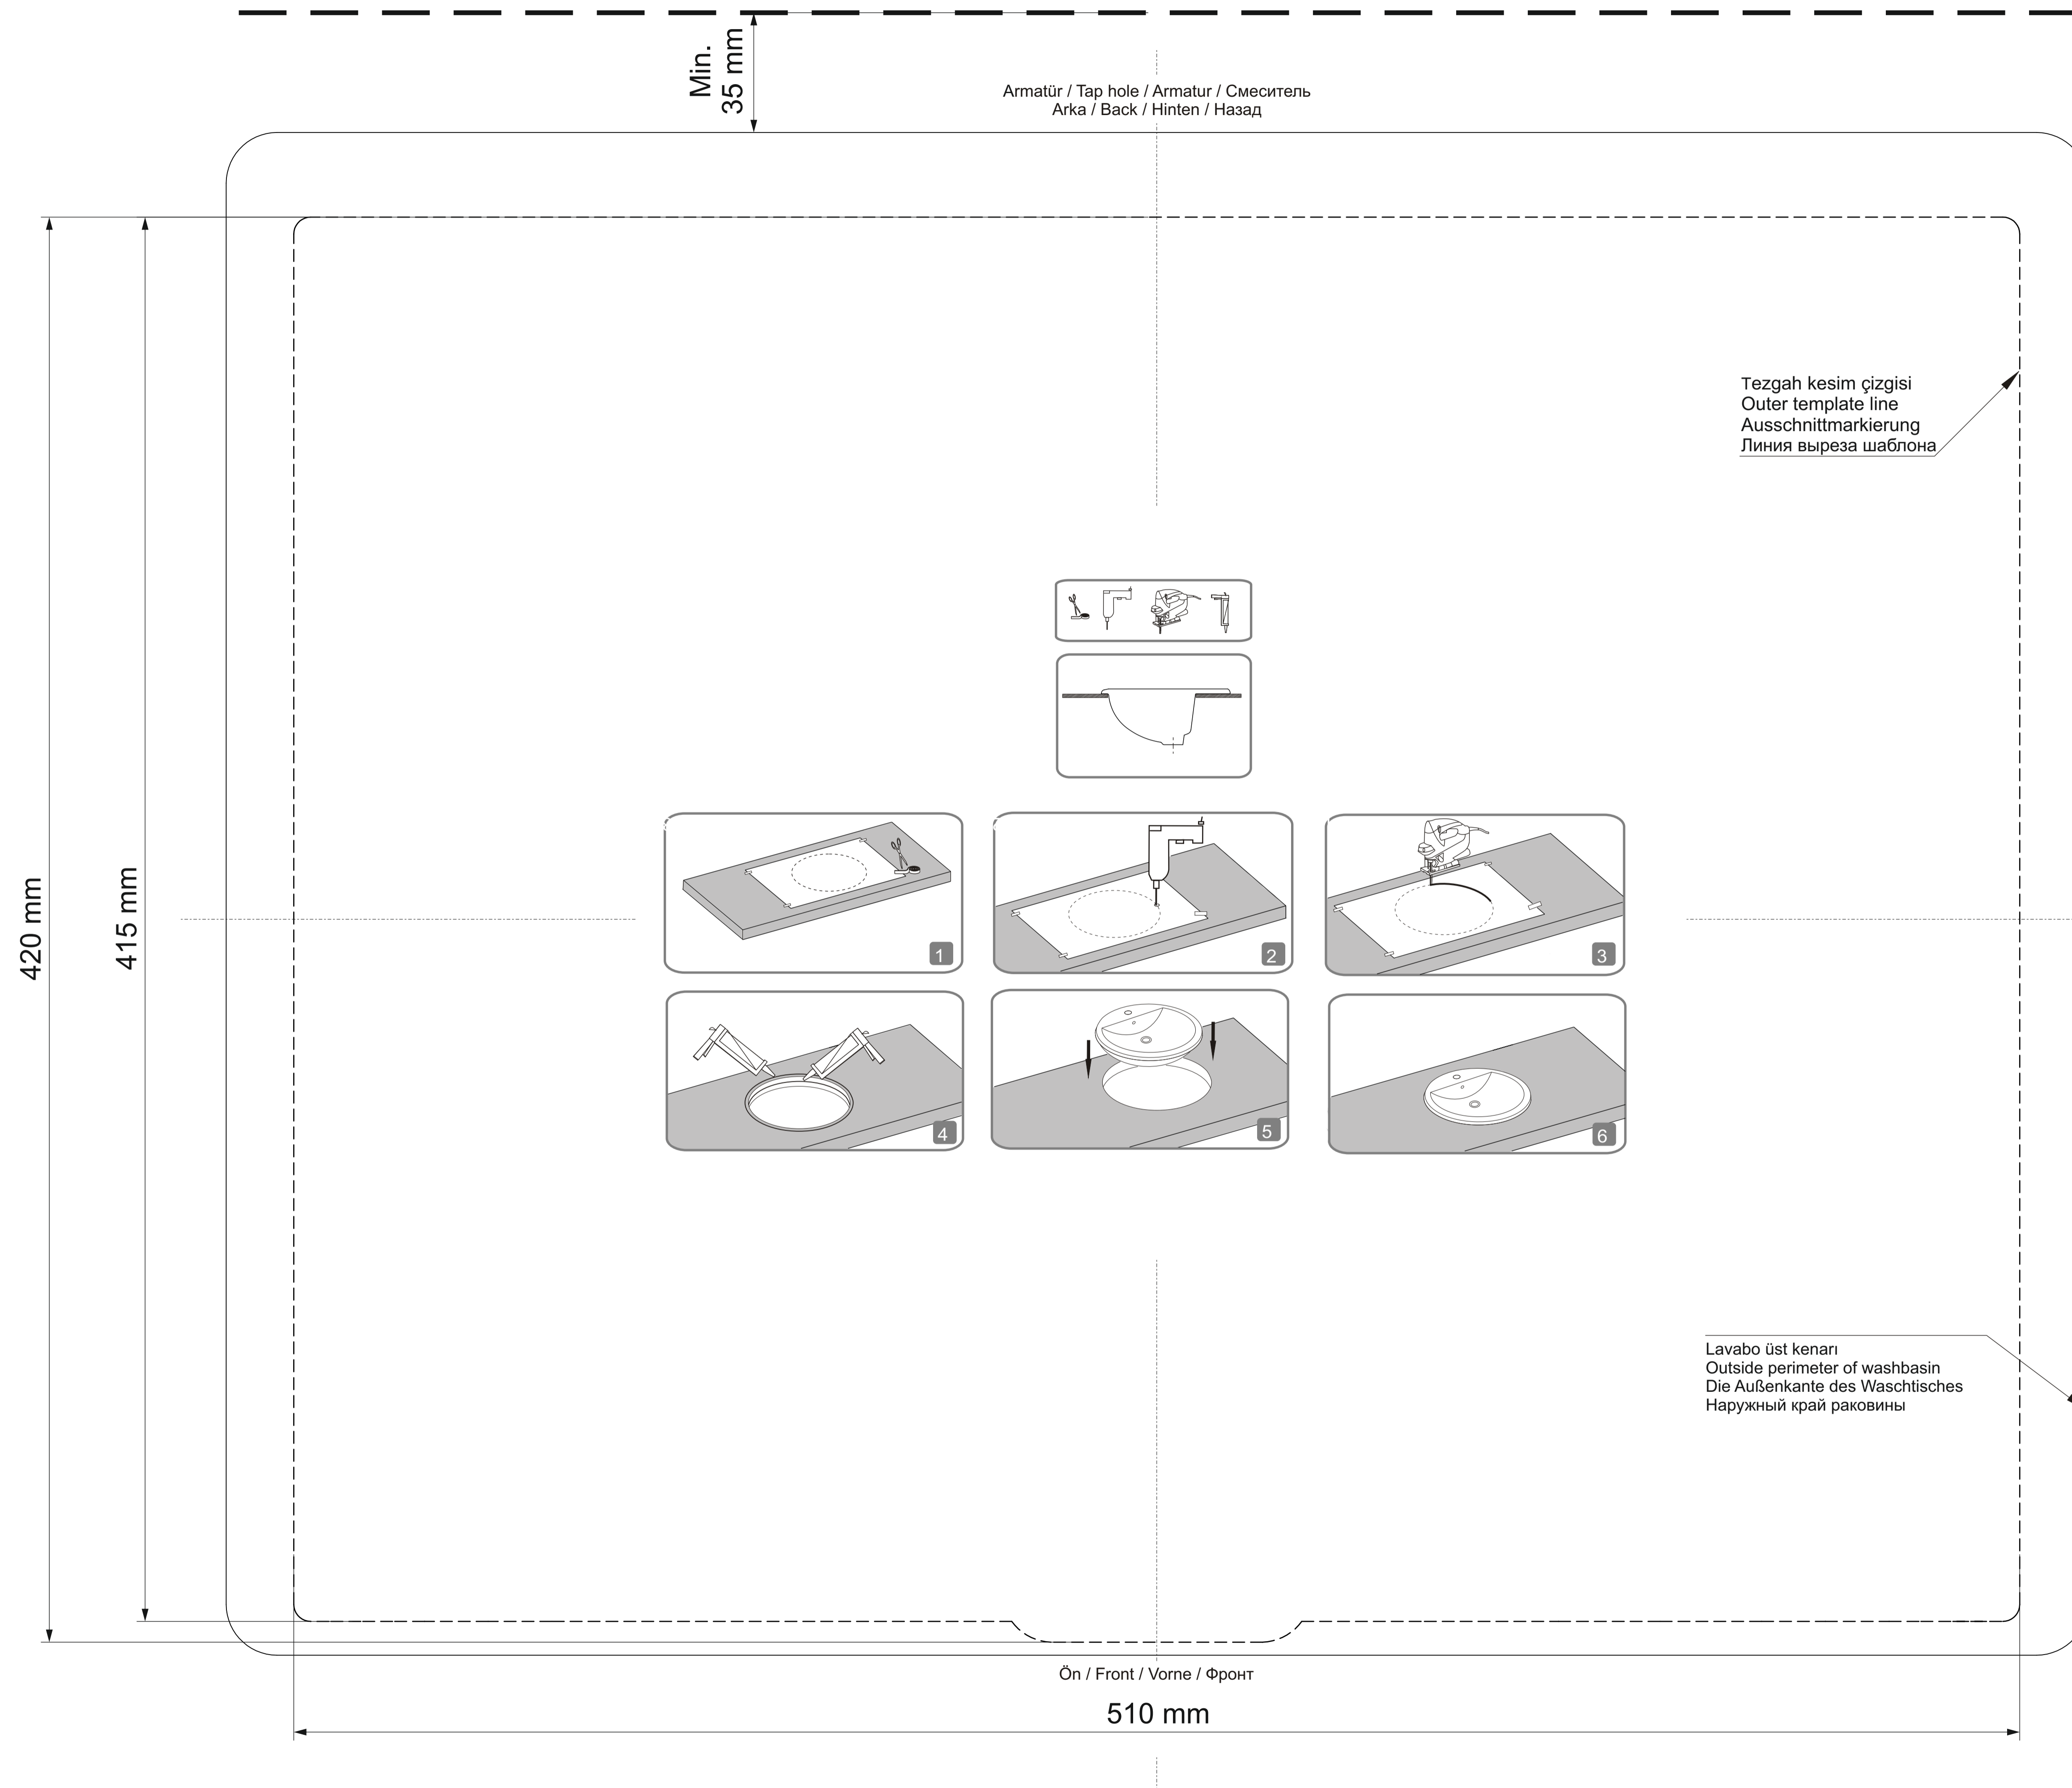 Min.
35 mm
Armatür / Tap hole / Armatur / Смеситель
Arka / Back / Hinten / Назад
Tezgah kesim çizgisi
Outer template line
Ausschnittmarkierung
Линия выреза шаблона
420 mm
415 mm
1
2
3
4
5
6
Lavabo üst kenarı
Outside perimeter of washbasin
Die Außenkante des Waschtisches
Наружный край раковины
Ön / Front / Vorne / Фронт
510 mm